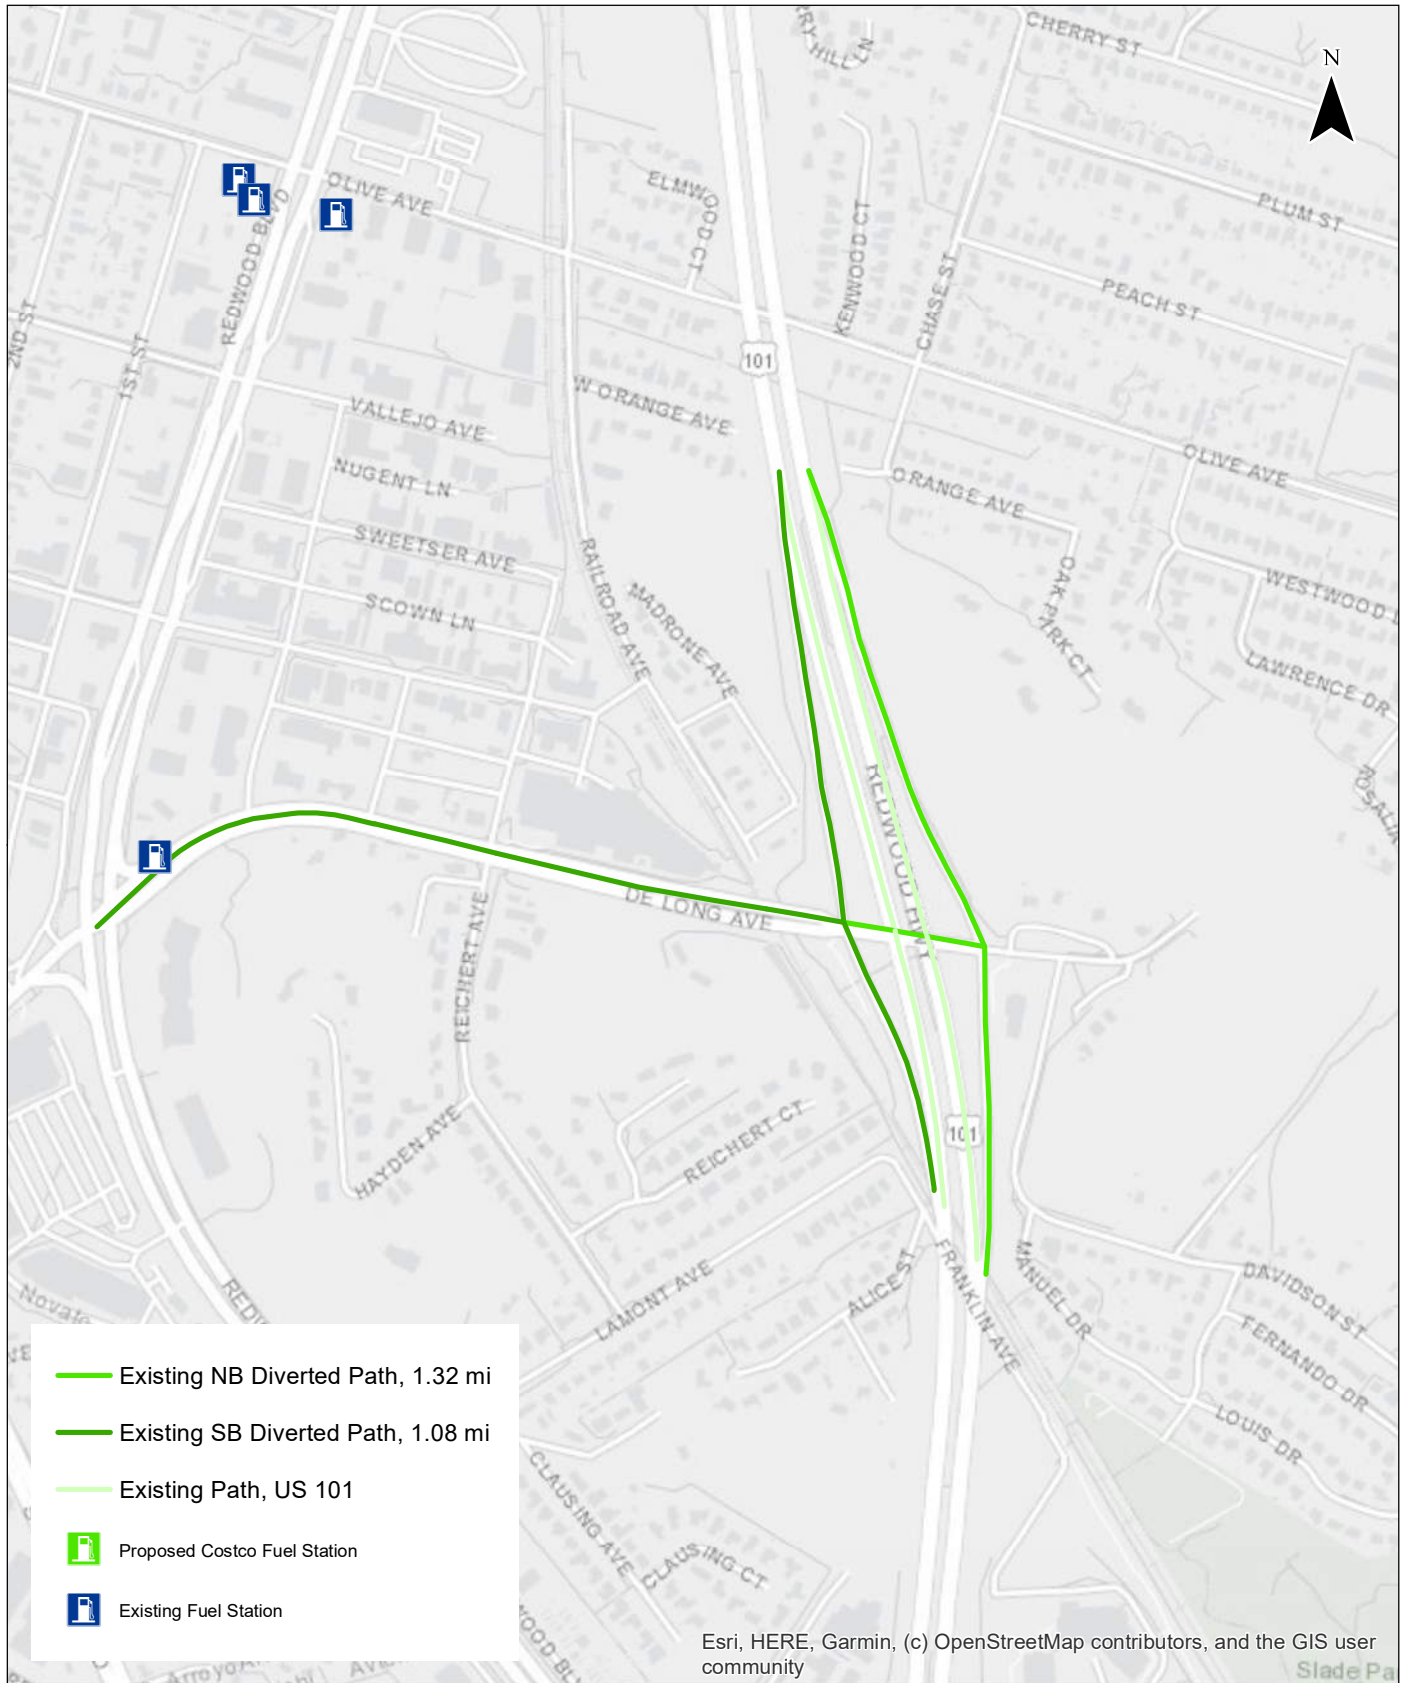 CHERRY ST
HILL LN
N
OLIVE AVE
ELMWOOD CT
PLUM ST
REDWOOD BLVD
KENWOOD CT
CHASE ST
PEACH ST
2ND ST
1ST ST
101
W ORANGE AVE
VALLEJO AVE
OLIVE AVE
NUGENT LN
ORANGE AVE
SWEETSER AVE
RAILROAD AVE
MADRONE AVE
OAK PARK CT
WESTWOOD
SCOWN LN
LAWRENCE DR
REDWOOD HWY
DE LONG AVE
REICHERT AVE
101
REICHERT CT
HAYDEN AVE
FRANKLIN AVE
MANUEL DR
ALICE ST
LAMONT AVE
DAVIDSON ST
FERNANDO DR
LOUIS DR
Novato
Existing NB Diverted Path, 1.32 mi
Existing SB Diverted Path, 1.08 mi
Existing Path, US 101
Proposed Costco Fuel Station
Existing Fuel Station
CLAUSING AVE
CLAUSING CT
Esri, HERE, Garmin, (c) OpenStreetMap contributors, and the GIS user
community